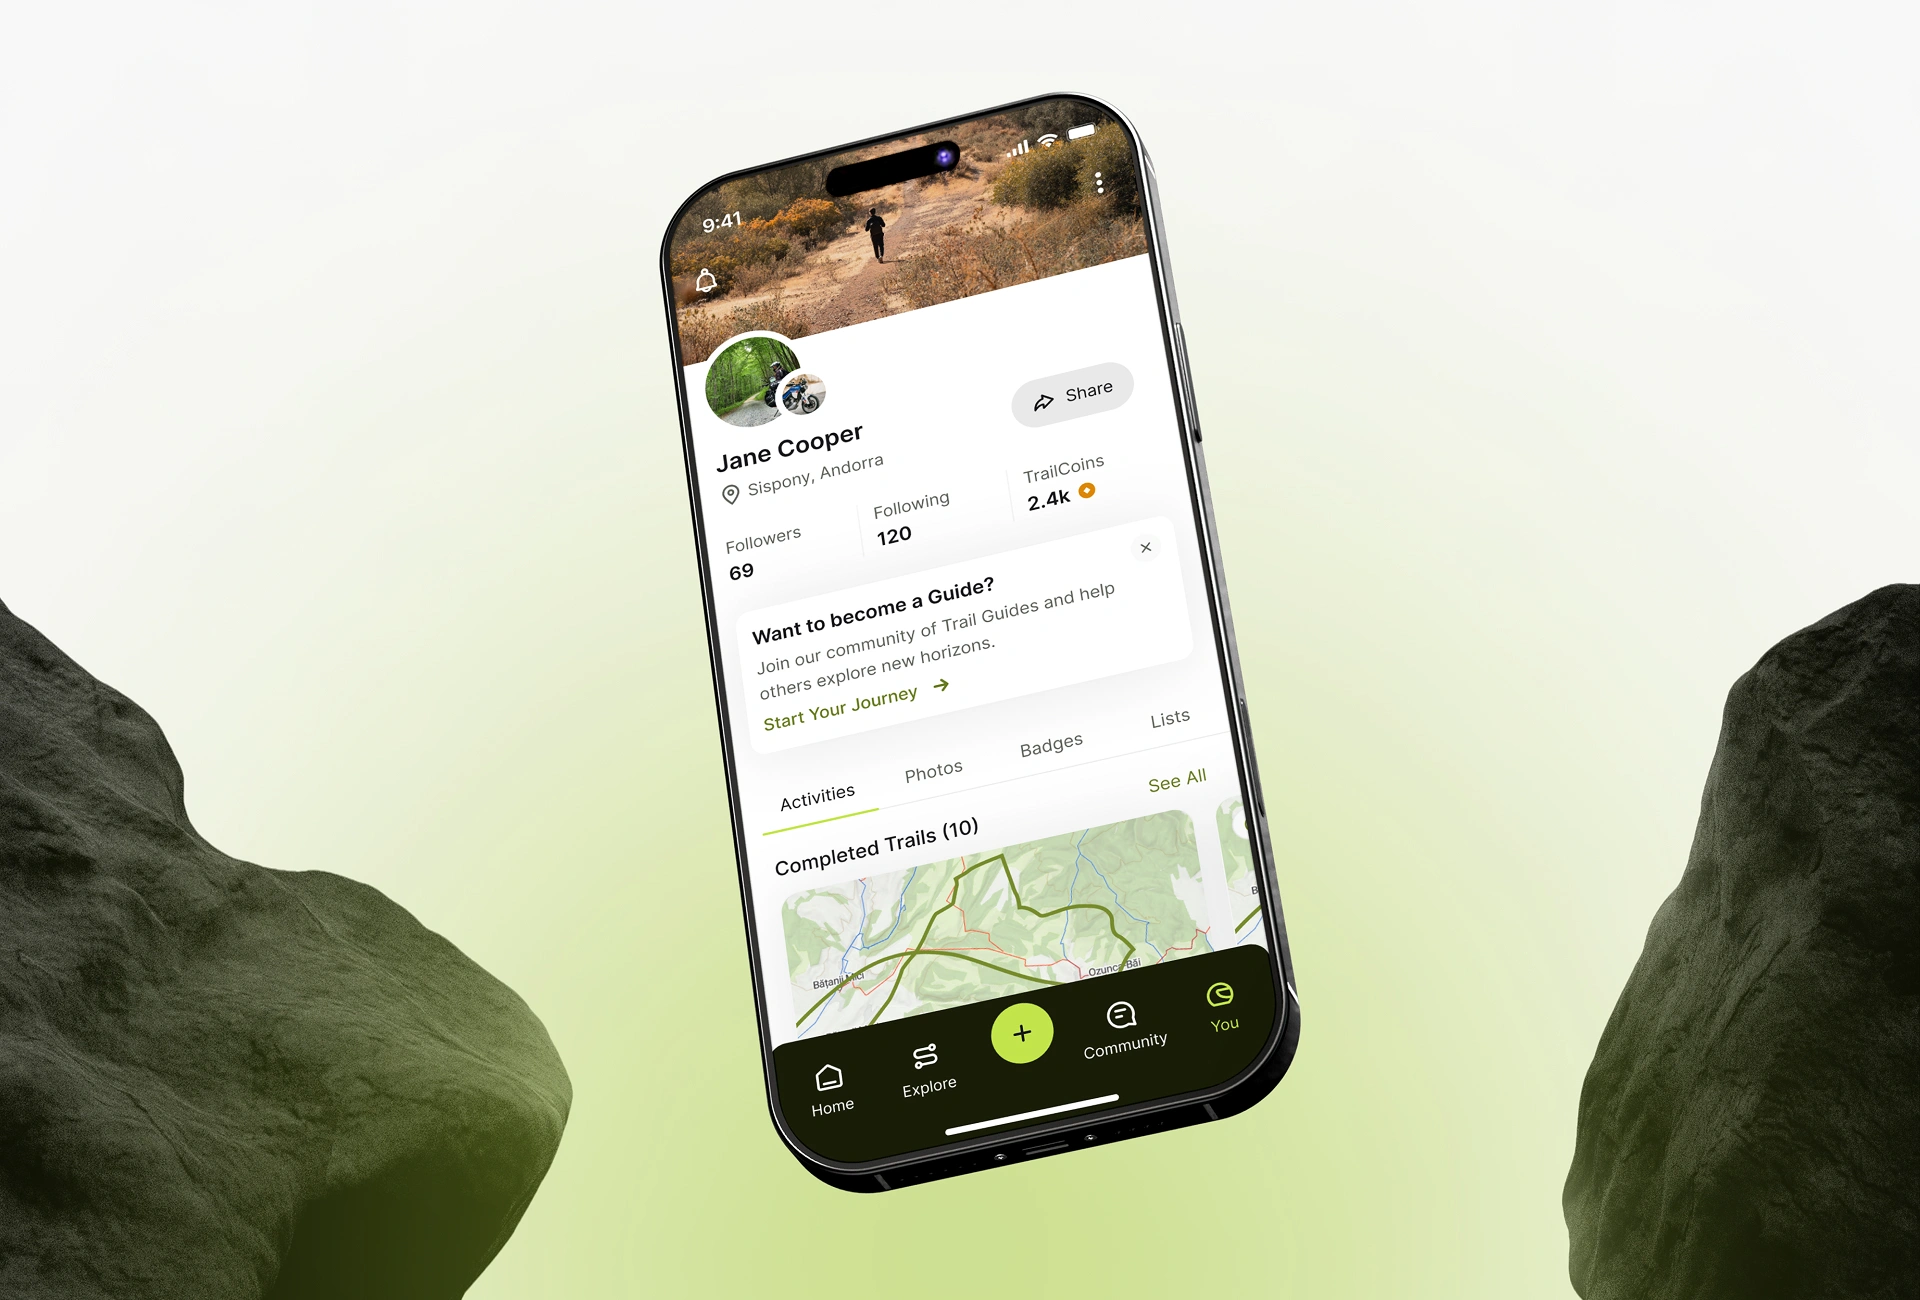 9:41
Share
Jane Cooper
Sispony, Andorra
Followers
69
Following
120
TrailCoins
2.4k
Want to become a Guide?
Join our community of Trail Guides and help
others explore new horizons.
Start Your Journey
Activities
Photos
Badges
Lists
Completed Trails (10)
See All
Bățanii Mici
Ozunca-Băi
B
Home
Explore
Community
You